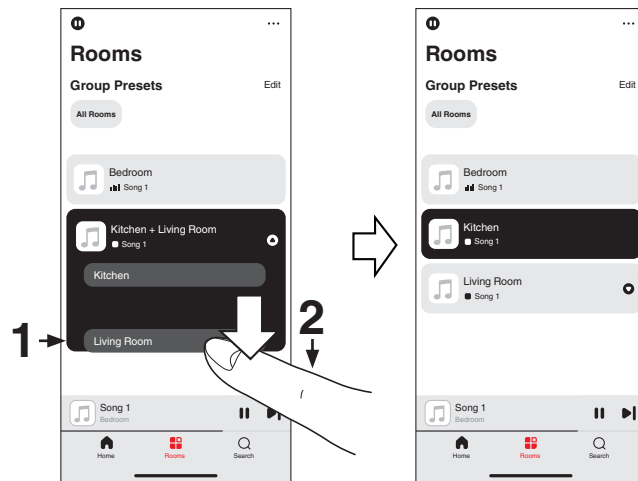 Rooms
Group Presets Edit
All Rooms
Bedroom
Song 1
Kitchen + Living Room
Song 1
Kitchen
Living Room
1
2
Song 1
Bedroom
Home Rooms Search
Rooms
Group Presets Edit
All Rooms
Bedroom
Song 1
Kitchen
Song 1
Living Room
Song 1
Song 1
Bedroom
Home Rooms Search